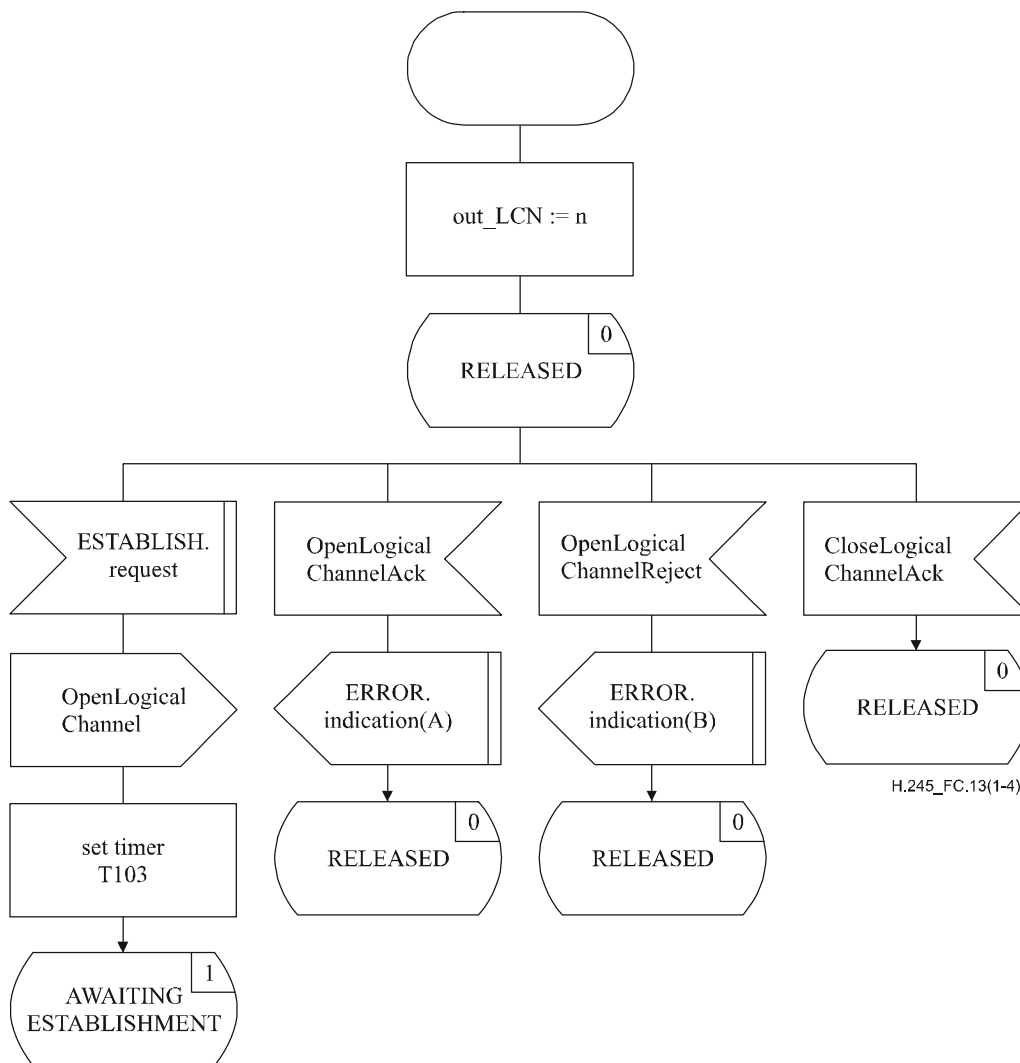 out_LCN := n
0
RELEASED
ESTABLISH.
request
OpenLogical
ChannelAck
OpenLogical
ChannelReject
CloseLogical
ChannelAck
OpenLogical
Channel
ERROR.
indication(A)
ERROR.
indication(B)
0
RELEASED
H.245_FC.13(1-4)
set timer
T103
0
RELEASED
0
RELEASED
1
AWAITING
ESTABLISHMENT